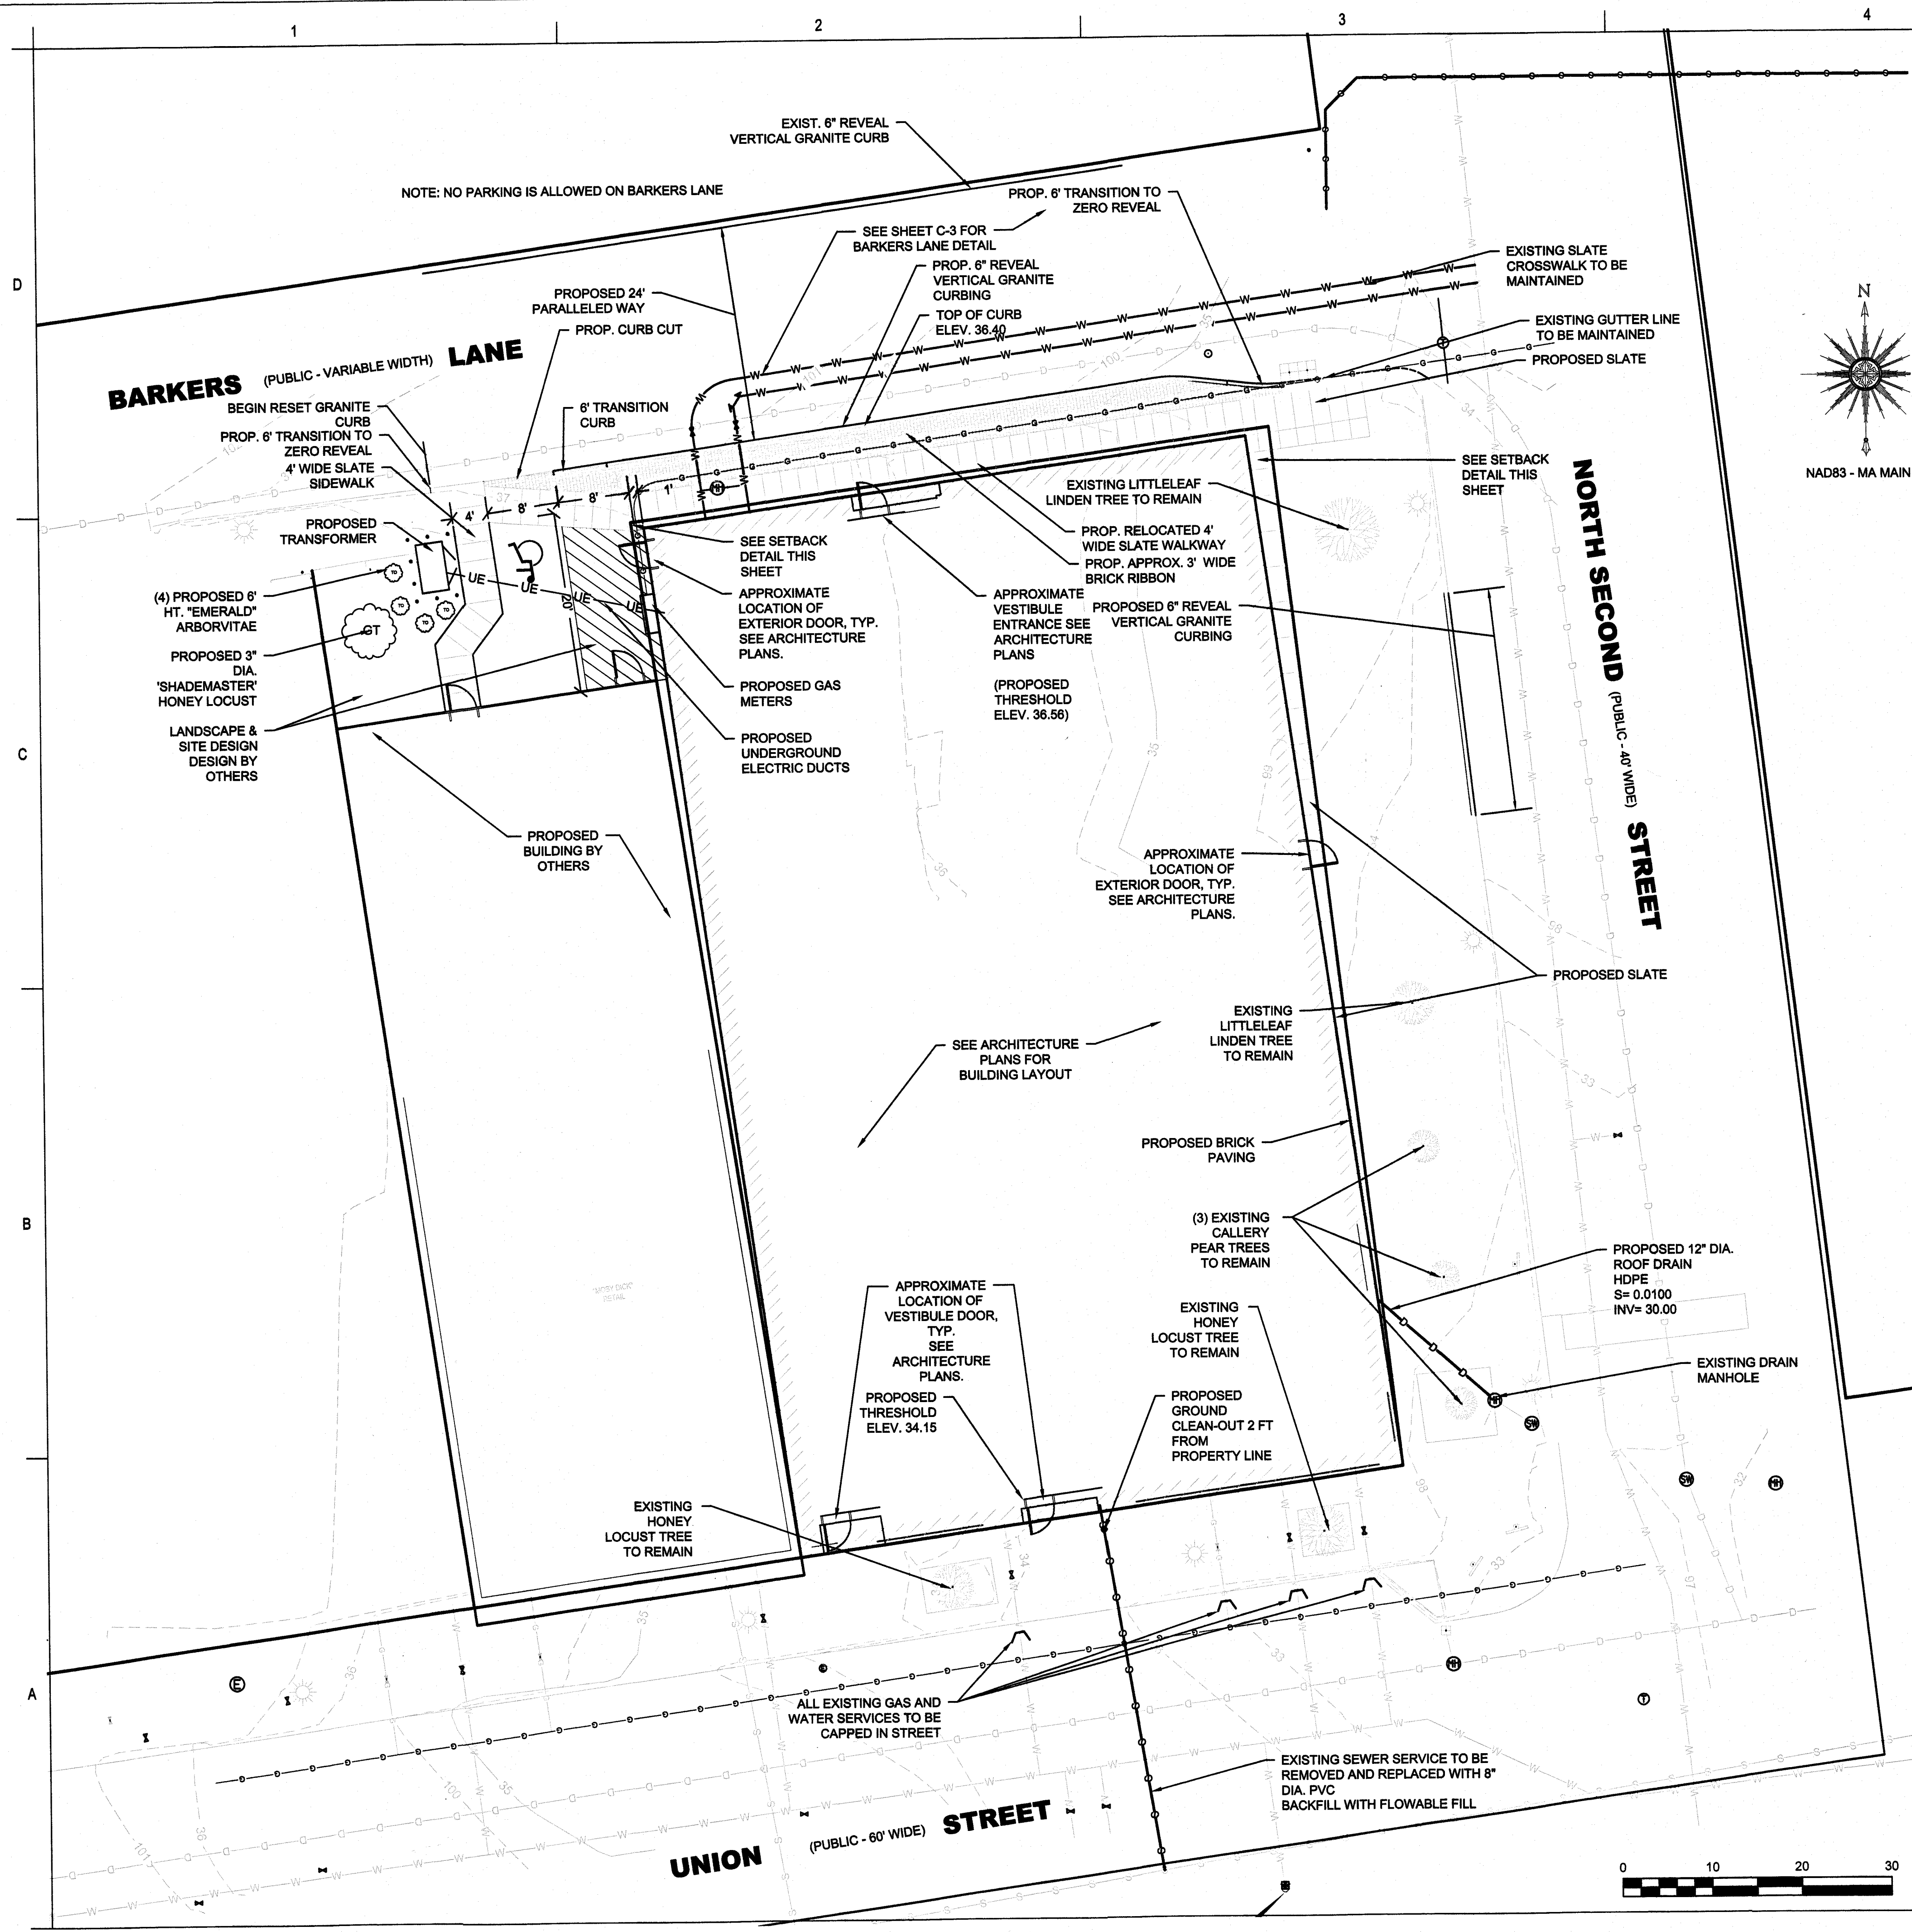 1
2
3
4
D
C
B
A
EXIST. 6" REVEAL
VERTICAL GRANITE CURB
NOTE: NO PARKING IS ALLOWED ON BARKERS LANE
PROP. 6' TRANSITION TO
ZERO REVEAL
SEE SHEET C-3 FOR
BARKERS LANE DETAIL
PROP. 6" REVEAL
VERTICAL GRANITE
CURBING
TOP OF CURB
ELEV. 36.40
EXISTING SLATE
CROSSWALK TO BE
MAINTAINED
EXISTING GUTTER LINE
TO BE MAINTAINED
PROPOSED SLATE
N
NAD83 - MA MAIN
PROPOSED 24'
PARALLELED WAY
PROP. CURB CUT
BARKERS (PUBLIC - VARIABLE WIDTH) LANE
BEGIN RESET GRANITE
CURB
PROP. 6' TRANSITION TO
ZERO REVEAL
4' WIDE SLATE
SIDEWALK
6' TRANSITION
CURB
PROPOSED
TRANSFORMER
4'
8'
8'
1'
20'
37
UE
UE
UE
UE
(4) PROPOSED 6'
HT. "EMERALD"
ARBORVITAE
GT
PROPOSED 3"
DIA.
'SHADEMASTER'
HONEY LOCUST
LANDSCAPE &
SITE DESIGN
DESIGN BY
OTHERS
SEE SETBACK
DETAIL THIS
SHEET
APPROXIMATE
LOCATION OF
EXTERIOR DOOR, TYP.
SEE ARCHITECTURE
PLANS.
PROPOSED GAS
METERS
PROPOSED
UNDERGROUND
ELECTRIC DUCTS
EXISTING LITTLELEAF
LINDEN TREE TO REMAIN
PROP. RELOCATED 4'
WIDE SLATE WALKWAY
PROP. APPROX. 3' WIDE
BRICK RIBBON
APPROXIMATE
VESTIBULE
ENTRANCE SEE
ARCHITECTURE
PLANS
(PROPOSED
THRESHOLD
ELEV. 36.56)
PROPOSED 6" REVEAL
VERTICAL GRANITE
CURBING
SEE SETBACK
DETAIL THIS
SHEET
NORTH SECOND (PUBLIC - 40' WIDE) STREET
PROPOSED
BUILDING BY
OTHERS
APPROXIMATE
LOCATION OF
EXTERIOR DOOR, TYP.
SEE ARCHITECTURE
PLANS.
PROPOSED SLATE
EXISTING
LITTLELEAF
LINDEN TREE
TO REMAIN
SEE ARCHITECTURE
PLANS FOR
BUILDING LAYOUT
PROPOSED BRICK
PAVING
(3) EXISTING
CALLERY
PEAR TREES
TO REMAIN
PROPOSED 12" DIA.
ROOF DRAIN
HDPE
S= 0.0100
INV= 30.00
"MOBY DICK"
RETAIL
APPROXIMATE
LOCATION OF
VESTIBULE DOOR,
TYP.
SEE
ARCHITECTURE
PLANS.
EXISTING
HONEY
LOCUST TREE
TO REMAIN
PROPOSED
THRESHOLD
ELEV. 34.15
PROPOSED
GROUND
CLEAN-OUT 2 FT
FROM
PROPERTY LINE
EXISTING DRAIN
MANHOLE
EXISTING
HONEY
LOCUST TREE
TO REMAIN
ALL EXISTING GAS AND
WATER SERVICES TO BE
CAPPED IN STREET
EXISTING SEWER SERVICE TO BE
REMOVED AND REPLACED WITH 8"
DIA. PVC
BACKFILL WITH FLOWABLE FILL
UNION (PUBLIC - 60' WIDE) STREET
0 10 20 30